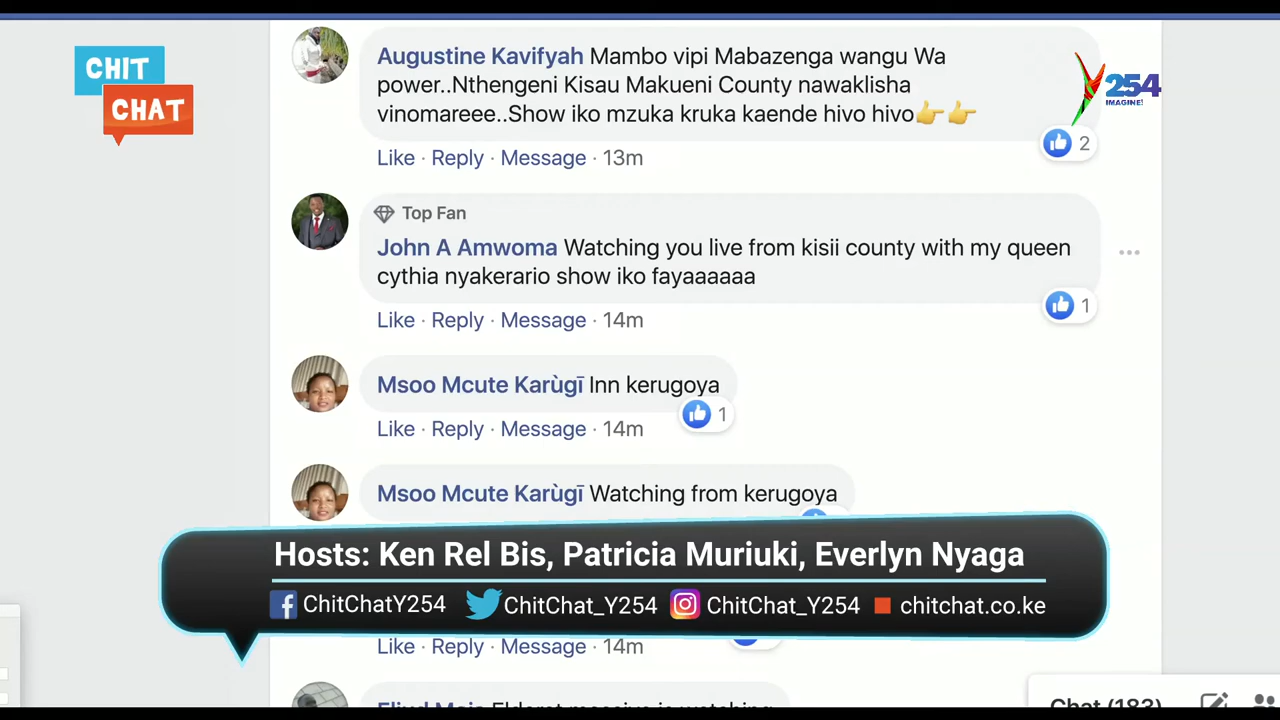 CHIT
CHAT
254
IMAGINE!
Augustine Kavifyah Mambo vipi Mabazenga wangu Wa
power..Nthengeni Kisau Makueni County nawaklisha
vinomareee..Show iko mzuka kruka kaende hivo hivo👉👉
2
Like · Reply · Message · 13m
Top Fan
John A Amwoma Watching you live from kisii county with my queen
cythia nyakerario show iko fayaaaaaa
1
Like · Reply · Message · 14m
Msoo Mcute Karùgī Inn kerugoya
1
Like · Reply · Message · 14m
Msoo Mcute Karùgī Watching from kerugoya
Hosts: Ken Rel Bis, Patricia Muriuki, Everlyn Nyaga
ChitChatY254 ChitChat_Y254 ChitChat_Y254 chitchat.co.ke
Like · Reply · Message · 14m
Chat (183)